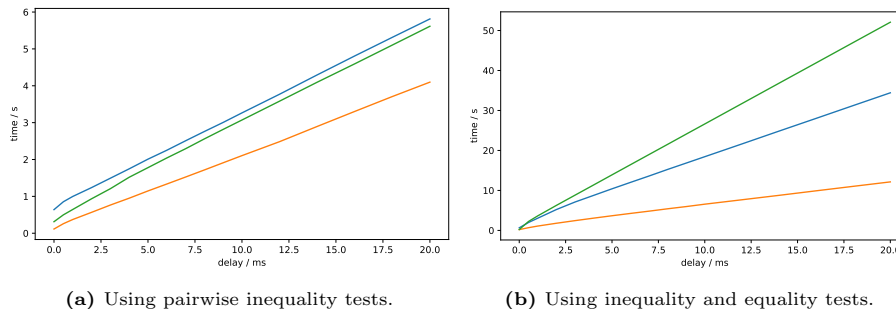 6
5
4
3
2
1
0
time / s
0.0 2.5 5.0 7.5 10.0 12.5 15.0 17.5 20.0
delay / ms
(a) Using pairwise inequality tests.
50
40
30
20
10
0
time / s
0.0 2.5 5.0 7.5 10.0 12.5 15.0 17.5 20.0
delay / ms
(b) Using inequality and equality tests.